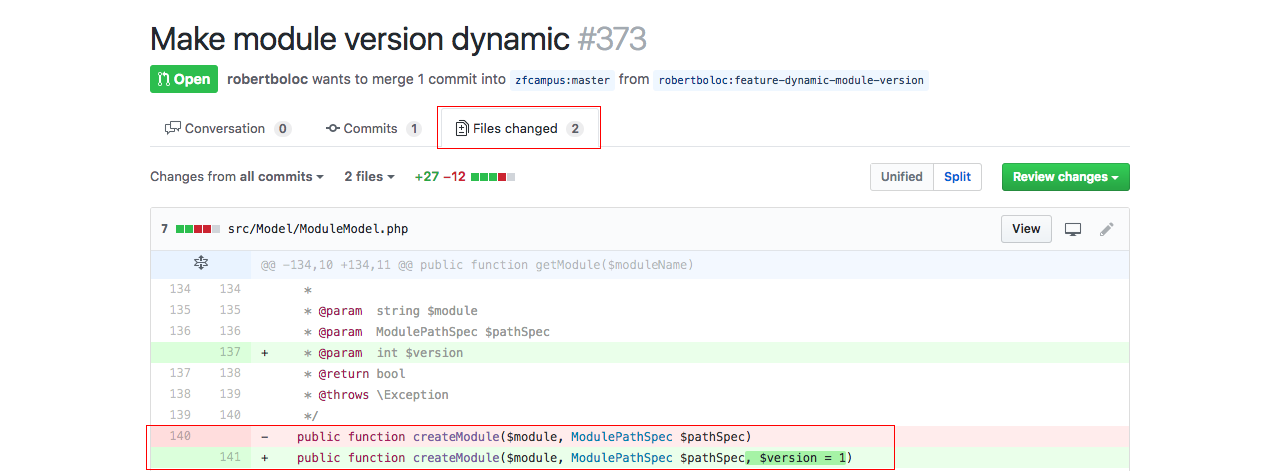 Make module version dynamic #373
Open robertboloc wants to merge 1 commit into zfcampus:master from robertboloc:feature-dynamic-module-version
Conversation 0 Commits 1 Files changed 2
Changes from all commits 2 files +27 −12 Unified Split Review changes
7 src/Model/ModuleModel.php View
@@ -134,10 +134,11 @@ public function getModule($moduleName)
134 134 *
135 135 * @param string $module
136 136 * @param ModulePathSpec $pathSpec
137 + * @param int $version
137 138 * @return bool
138 139 * @throws \Exception
139 140 */
140 - public function createModule($module, ModulePathSpec $pathSpec)
141 + public function createModule($module, ModulePathSpec $pathSpec, $version = 1)